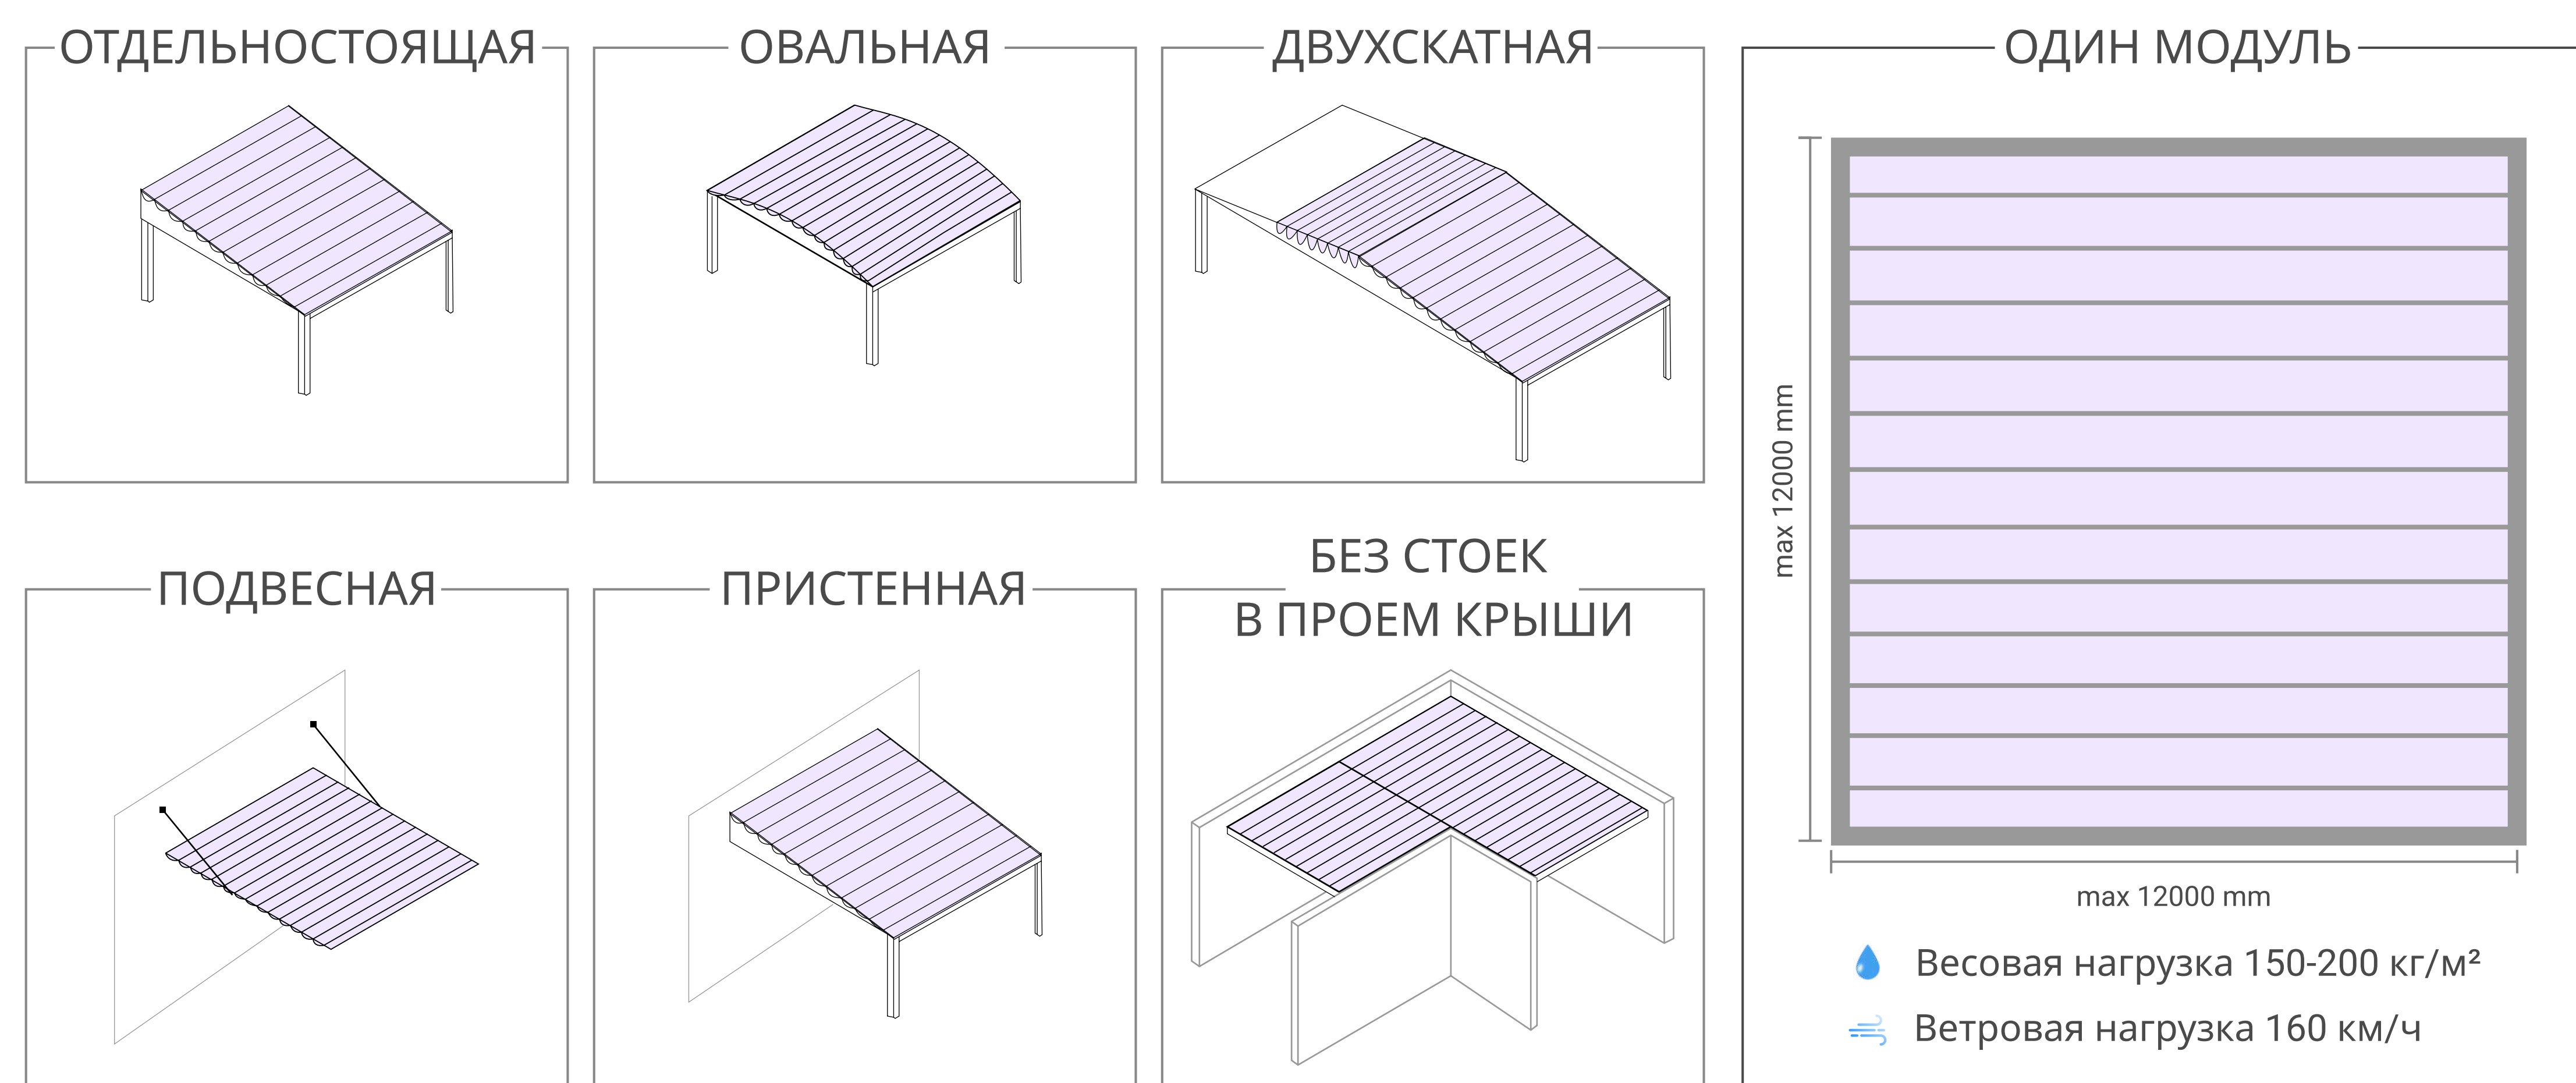 ОТДЕЛЬНОСТОЯЩАЯ
ОВАЛЬНАЯ
ДВУХСКАТНАЯ
ОДИН МОДУЛЬ
ПОДВЕСНАЯ
ПРИСТЕННАЯ
БЕЗ СТОЕК
В ПРОЕМ КРЫШИ
max 12000 mm
max 12000 mm
Весовая нагрузка 150-200 кг/м²
Ветровая нагрузка 160 км/ч